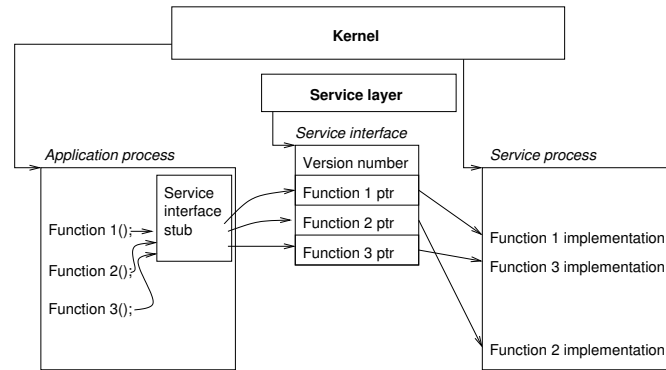 Kernel
Service layer
Application process
Service interface
Service process
Version number
Service
interface
stub
Function 1 ptr
Function 2 ptr
Function 3 ptr
Function 1();
Function 2();
Function 3();
Function 1 implementation
Function 3 implementation
Function 2 implementation